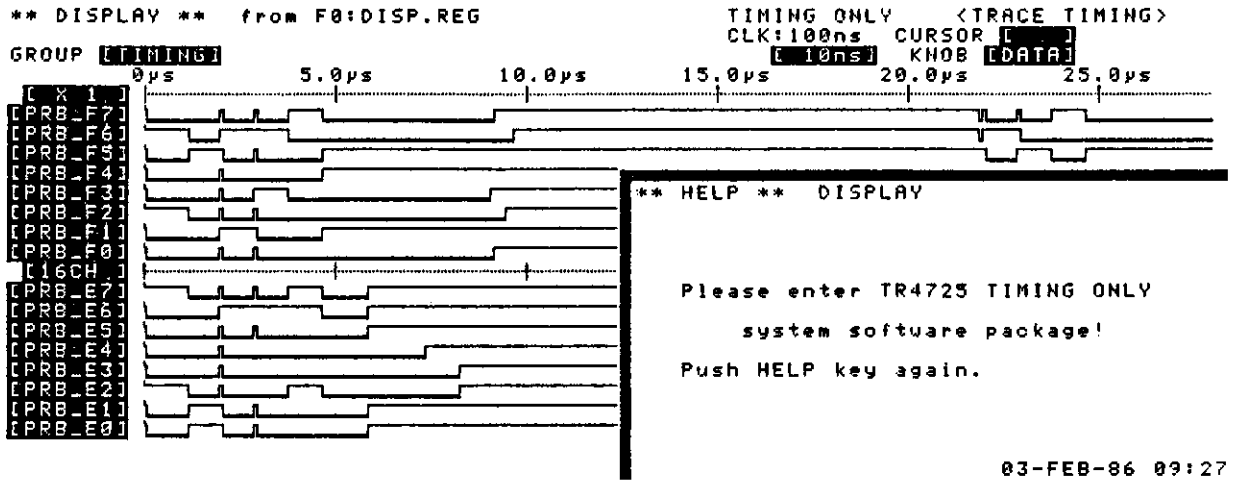 ** DISPLAY ** from F0:DISP.REG TIMING ONLY <TRACE TIMING>
CLK:100ns CURSOR [ ]
GROUP [TIMING] [ 10ns] KNOB [DATA]
0µs 5.0µs 10.0µs 15.0µs 20.0µs 25.0µs
[ X 1 ]
[PRB_F7]
[PRB_F6]
[PRB_F5]
[PRB_F4]
[PRB_F3]
[PRB_F2]
[PRB_F1]
[PRB_F0]
[16CH ]
[PRB_E7]
[PRB_E6]
[PRB_E5]
[PRB_E4]
[PRB_E3]
[PRB_E2]
[PRB_E1]
[PRB_E0]
** HELP ** DISPLAY
Please enter TR4725 TIMING ONLY
system software package!
Push HELP key again.
03-FEB-86 09:27